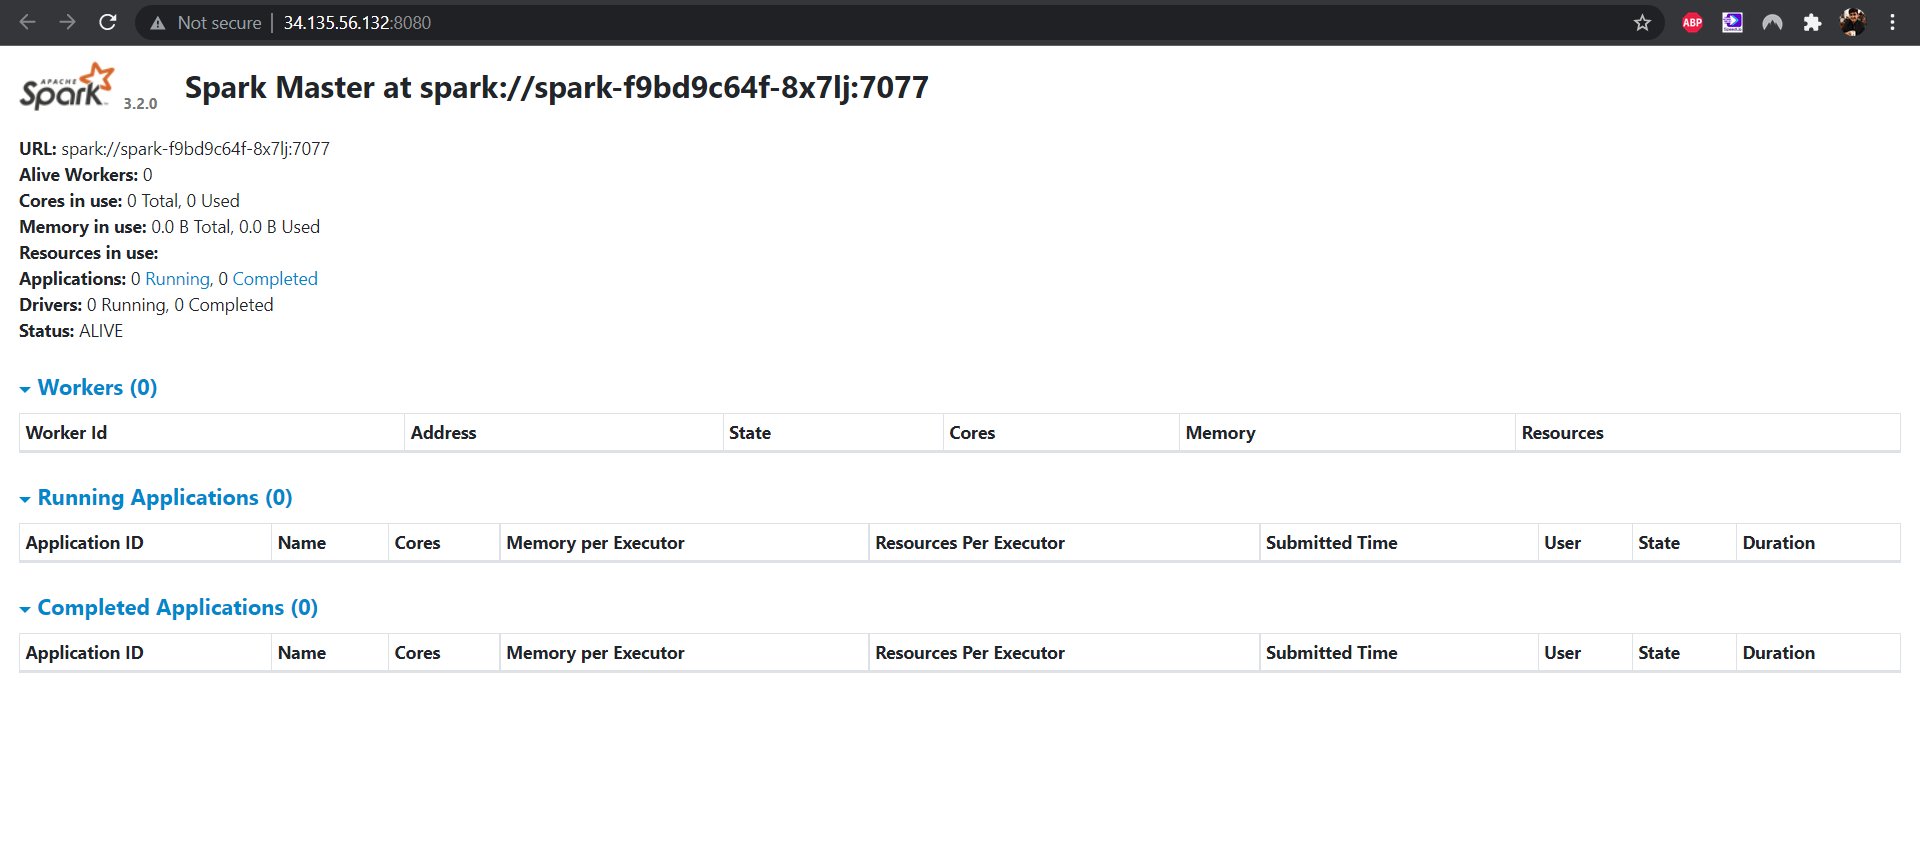 Not secure | 34.135.56.132:8080
ABP
APACHE
Spark 3.2.0
Spark Master at spark://spark-f9bd9c64f-8x7lj:7077
URL: spark://spark-f9bd9c64f-8x7lj:7077
Alive Workers: 0
Cores in use: 0 Total, 0 Used
Memory in use: 0.0 B Total, 0.0 B Used
Resources in use:
Applications: 0 Running, 0 Completed
Drivers: 0 Running, 0 Completed
Status: ALIVE
Workers (0)
Worker Id Address State Cores Memory Resources
Running Applications (0)
Application ID Name Cores Memory per Executor Resources Per Executor Submitted Time User State Duration
Completed Applications (0)
Application ID Name Cores Memory per Executor Resources Per Executor Submitted Time User State Duration